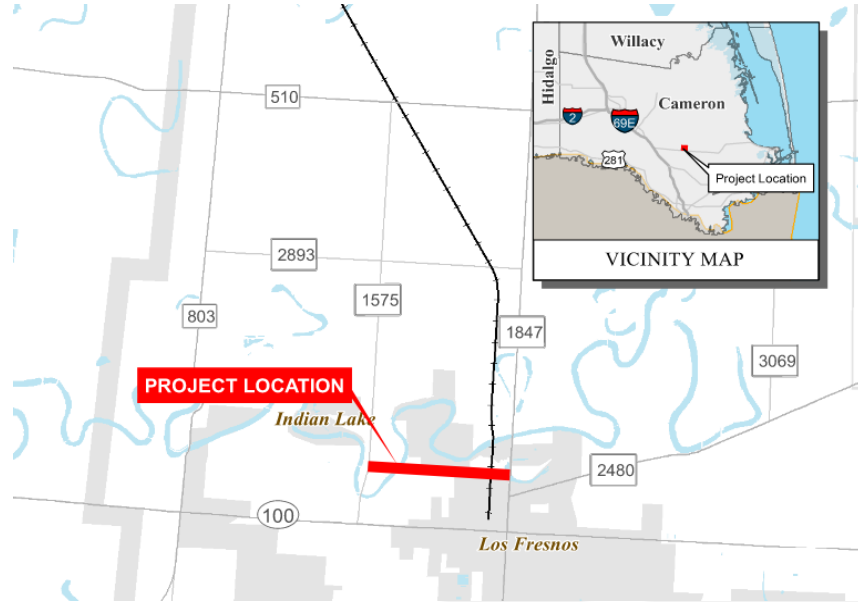 Willacy
Hidalgo
Cameron
2
69E
281
Project Location
VICINITY MAP
510
2893
1575
803
1847
3069
PROJECT LOCATION
Indian Lake
2480
100
Los Fresnos